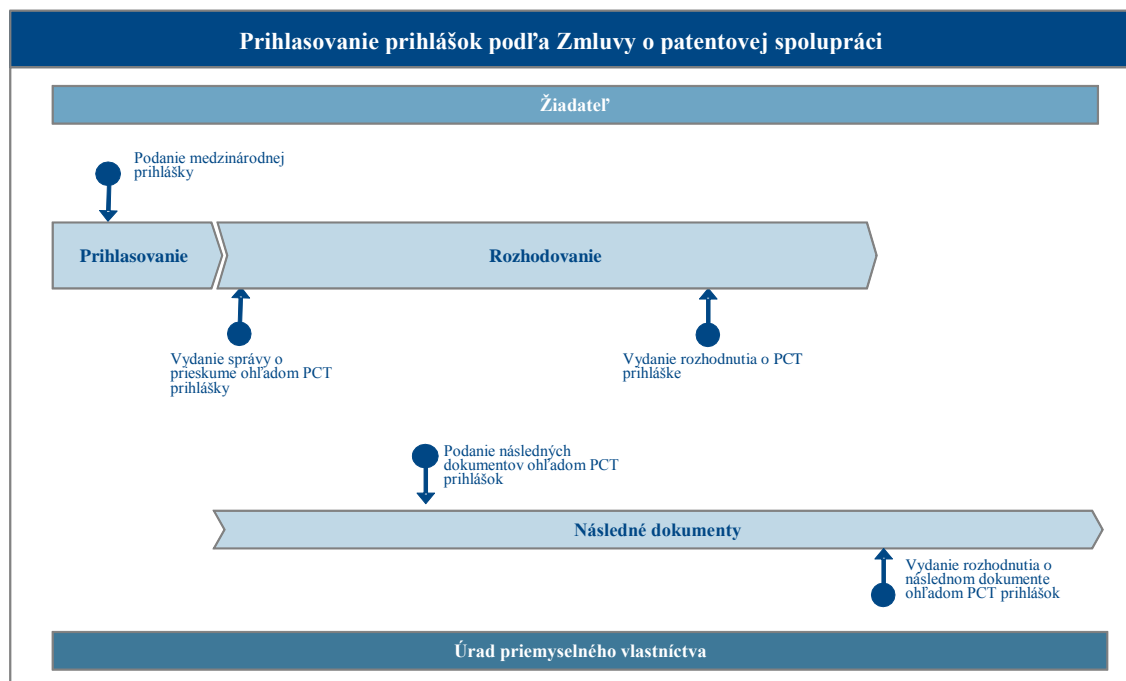 Prihlasovanie prihlášok podľa Zmluvy o patentovej spolupráci
Žiadateľ
Podanie medzinárodnej
prihlášky
Prihlasovanie
Rozhodovanie
Vydanie správy o
prieskume ohľadom PCT
prihlášky
Vydanie rozhodnutia o PCT
prihláške
Podanie následných
dokumentov ohľadom PCT
prihlášok
Následné dokumenty
Vydanie rozhodnutia o
následnom dokumente
ohľadom PCT prihlášok
Úrad priemyselného vlastníctva